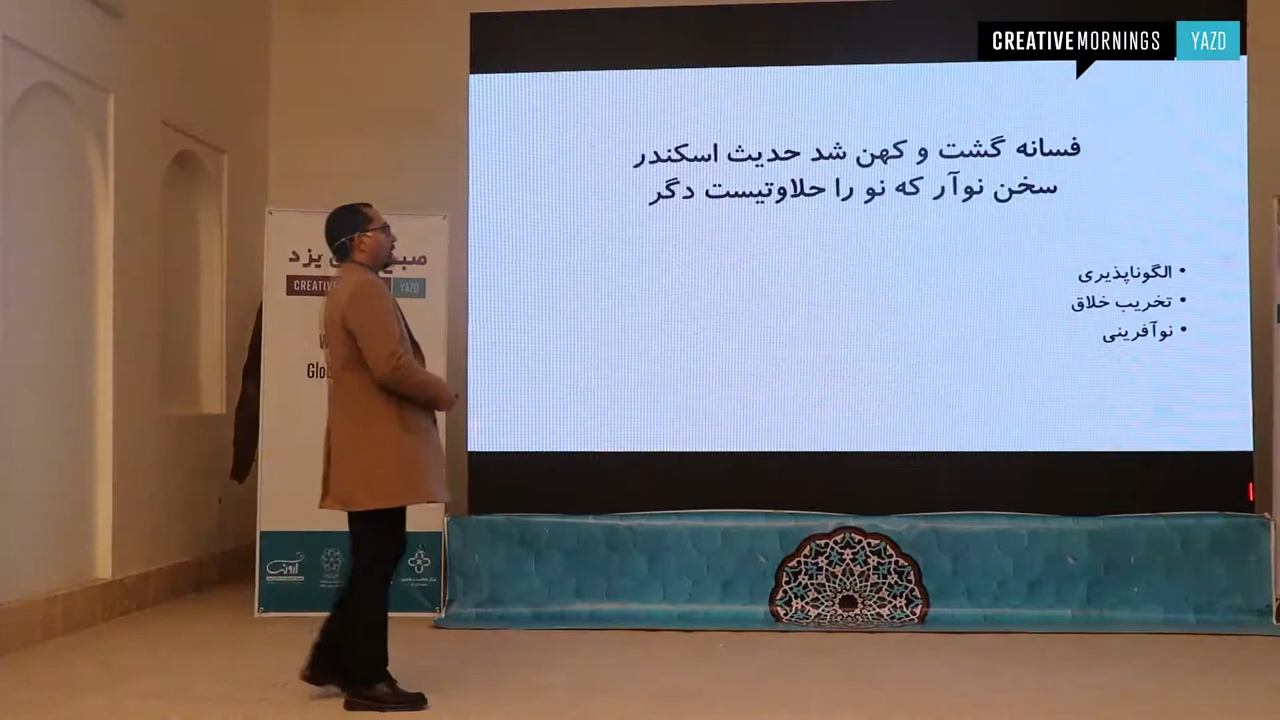 CREATIVEMORNINGS YAZD
فسانه گشت و کهن شد حدیث اسکندر
سخن نوآر که نو را حلاوتیست دگر
• الگوناپذیری
• تخریب خلاق
• نوآفرینی
یزد
CREATIVE YAZD